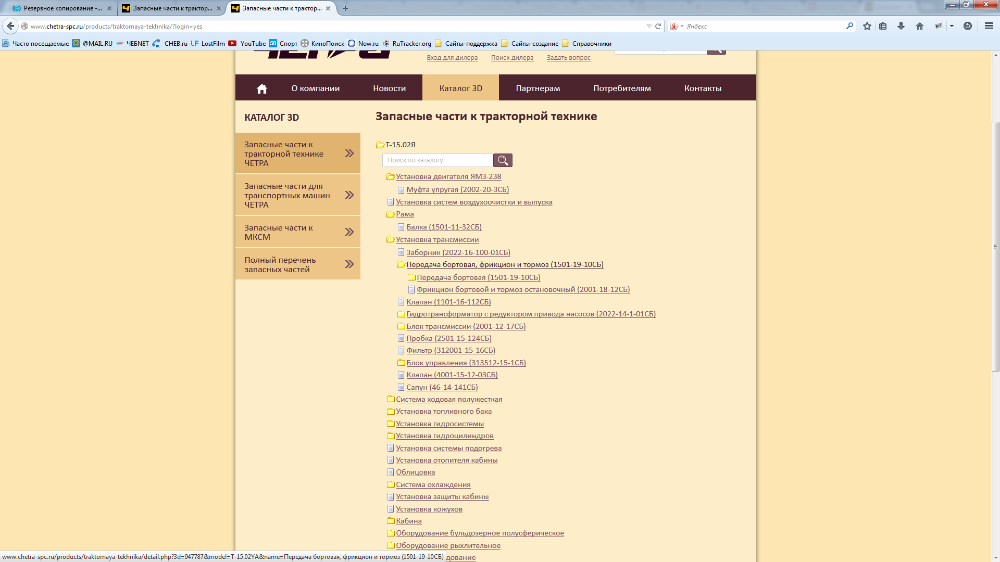 Резервное копирование -...
Запасные части к трактор...
Запасные части к трактор...
www.chetra-spc.ru/products/traktornaya-tekhnika/?login=yes
Яндекс
Часто посещаемые
@MAIL.RU
ЧЕБNET
CHEB.ru
LostFilm
YouTube
Спорт
КиноПоиск
Now.ru
RuTracker.org
Сайты-поддержка
Сайты-создание
Справочники
Вход для дилера
Поиск дилера
Задать вопрос
О компании
Новости
Каталог 3D
Партнерам
Потребителям
Контакты
КАТАЛОГ 3D
Запасные части к
тракторной технике
ЧЕТРА
Запасные части для
транспортных машин
ЧЕТРА
Запасные части к
МКСМ
Полный перечень
запасных частей
Запасные части к тракторной технике
Т-15.02Я
Поиск по каталогу
Установка двигателя ЯМЗ-238
Муфта упругая (2002-20-3СБ)
Установка систем воздухоочистки и выпуска
Рама
Балка (1501-11-32СБ)
Установка трансмиссии
Заборник (2022-16-100-01СБ)
Передача бортовая, фрикцион и тормоз (1501-19-10СБ)
Передача бортовая (1501-19-10СБ)
Фрикцион бортовой и тормоз остановочный (2001-18-12СБ)
Клапан (1101-16-112СБ)
Гидротрансформатор с редуктором привода насосов (2022-14-1-01СБ)
Блок трансмиссии (2001-12-17СБ)
Пробка (2501-15-124СБ)
Фильтр (312001-15-16СБ)
Блок управления (313512-15-1СБ)
Клапан (4001-15-12-03СБ)
Сапун (46-14-141СБ)
Система ходовая полужесткая
Установка топливного бака
Установка гидросистемы
Установка гидроцилиндров
Установка системы подогрева
Установка отопителя кабины
Облицовка
Система охлаждения
Установка защиты кабины
Установка кожухов
Кабина
Оборудование бульдозерное полусферическое
Оборудование рыхлительное
www.chetra-spc.ru/products/traktornaya-tekhnika/detail.php?3d=947787&model=T-15.02YA&name=Передача бортовая, фрикцион и тормоз (1501-19-10СБ)